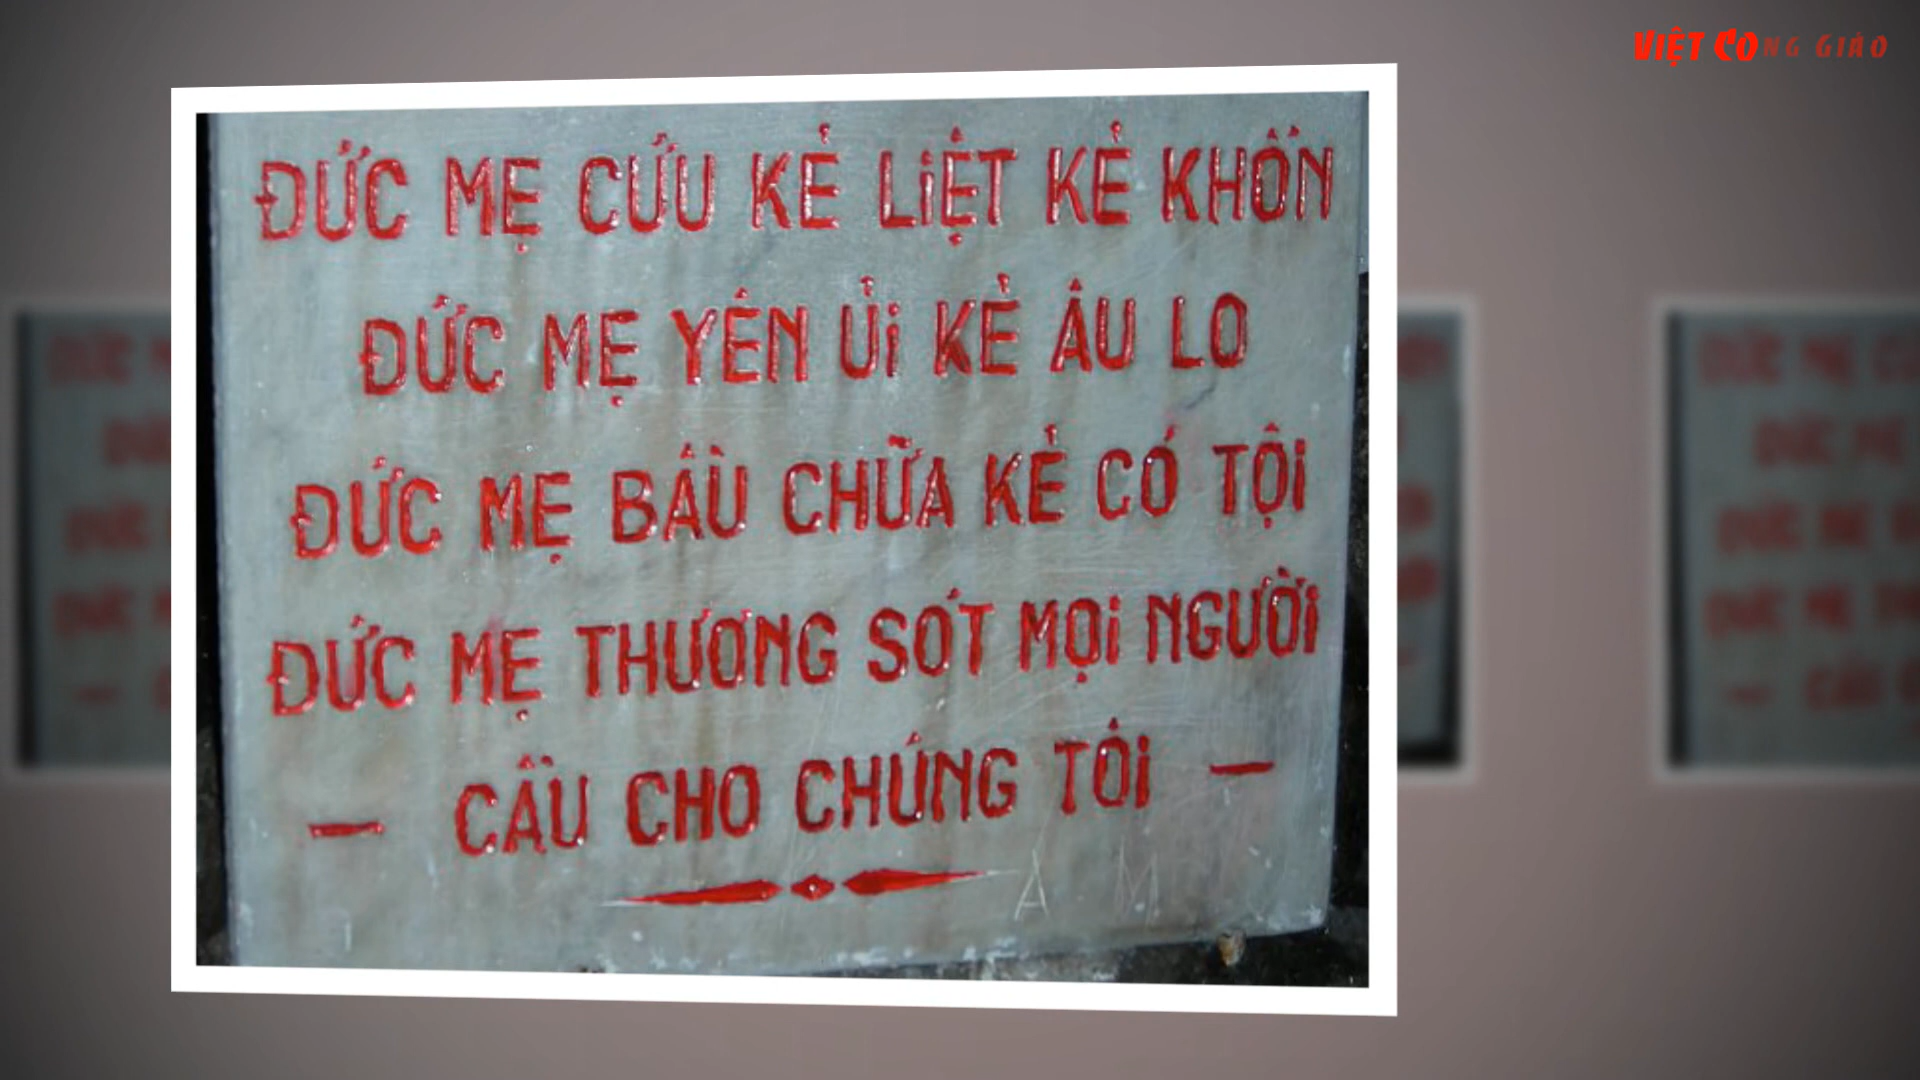 VIỆT CONG GIÁO
ĐỨC MẸ CỨU KẺ LIỆT KẺ KHỐN
ĐỨC MẸ YÊN ỦI KẺ ÂU LO
ĐỨC MẸ BẦU CHỮA KẺ CÓ TỘI
ĐỨC MẸ THƯƠNG SÓT MỌI NGƯỜI
— CẦU CHO CHÚNG TÔI —
A M